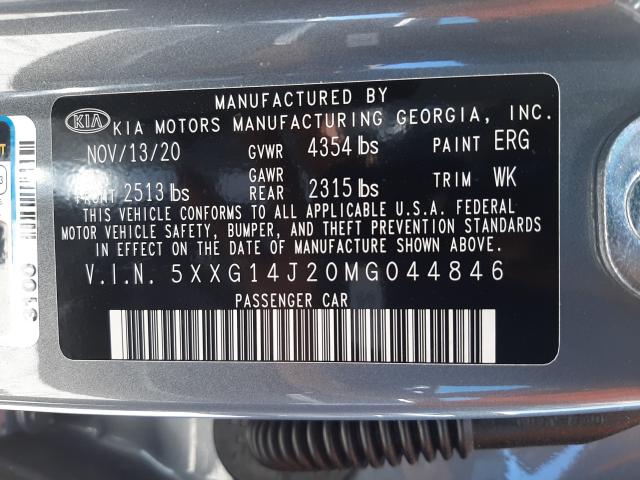 MANUFACTURED BY
KIA KIA MOTORS MANUFACTURING GEORGIA, INC.
NOV/13/20 GVWR 4354 lbs PAINT ERG
GAWR FRONT 2513 lbs GAWR REAR 2315 lbs TRIM WK
THIS VEHICLE CONFORMS TO ALL APPLICABLE U.S.A. FEDERAL
MOTOR VEHICLE SAFETY, BUMPER, AND THEFT PREVENTION STANDARDS
IN EFFECT ON THE DATE OF MANUFACTURE SHOWN ABOVE.
V.I.N. 5XXG14J20MG044846
PASSENGER CAR